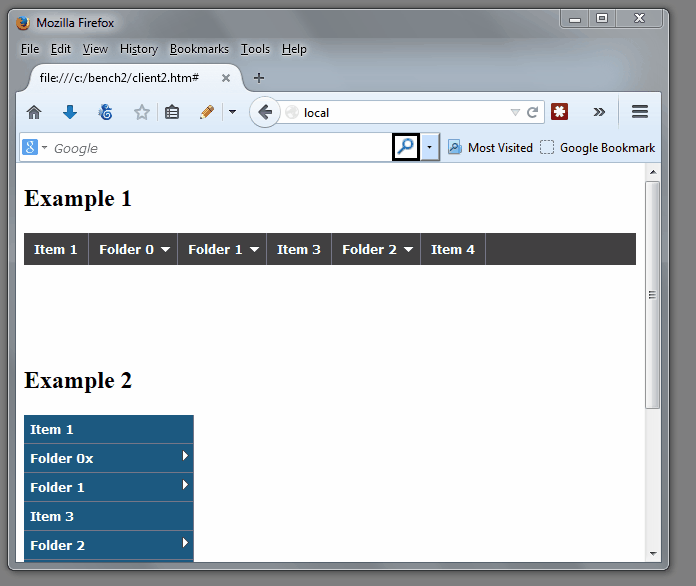 Mozilla Firefox
File Edit View History Bookmarks Tools Help
file:///c:/bench2/client2.htm#
local
8 Google Most Visited Google Bookmark
Example 1
Item 1 Folder 0 Folder 1 Item 3 Folder 2 Item 4
Example 2
Item 1
Folder 0x
Folder 1
Item 3
Folder 2